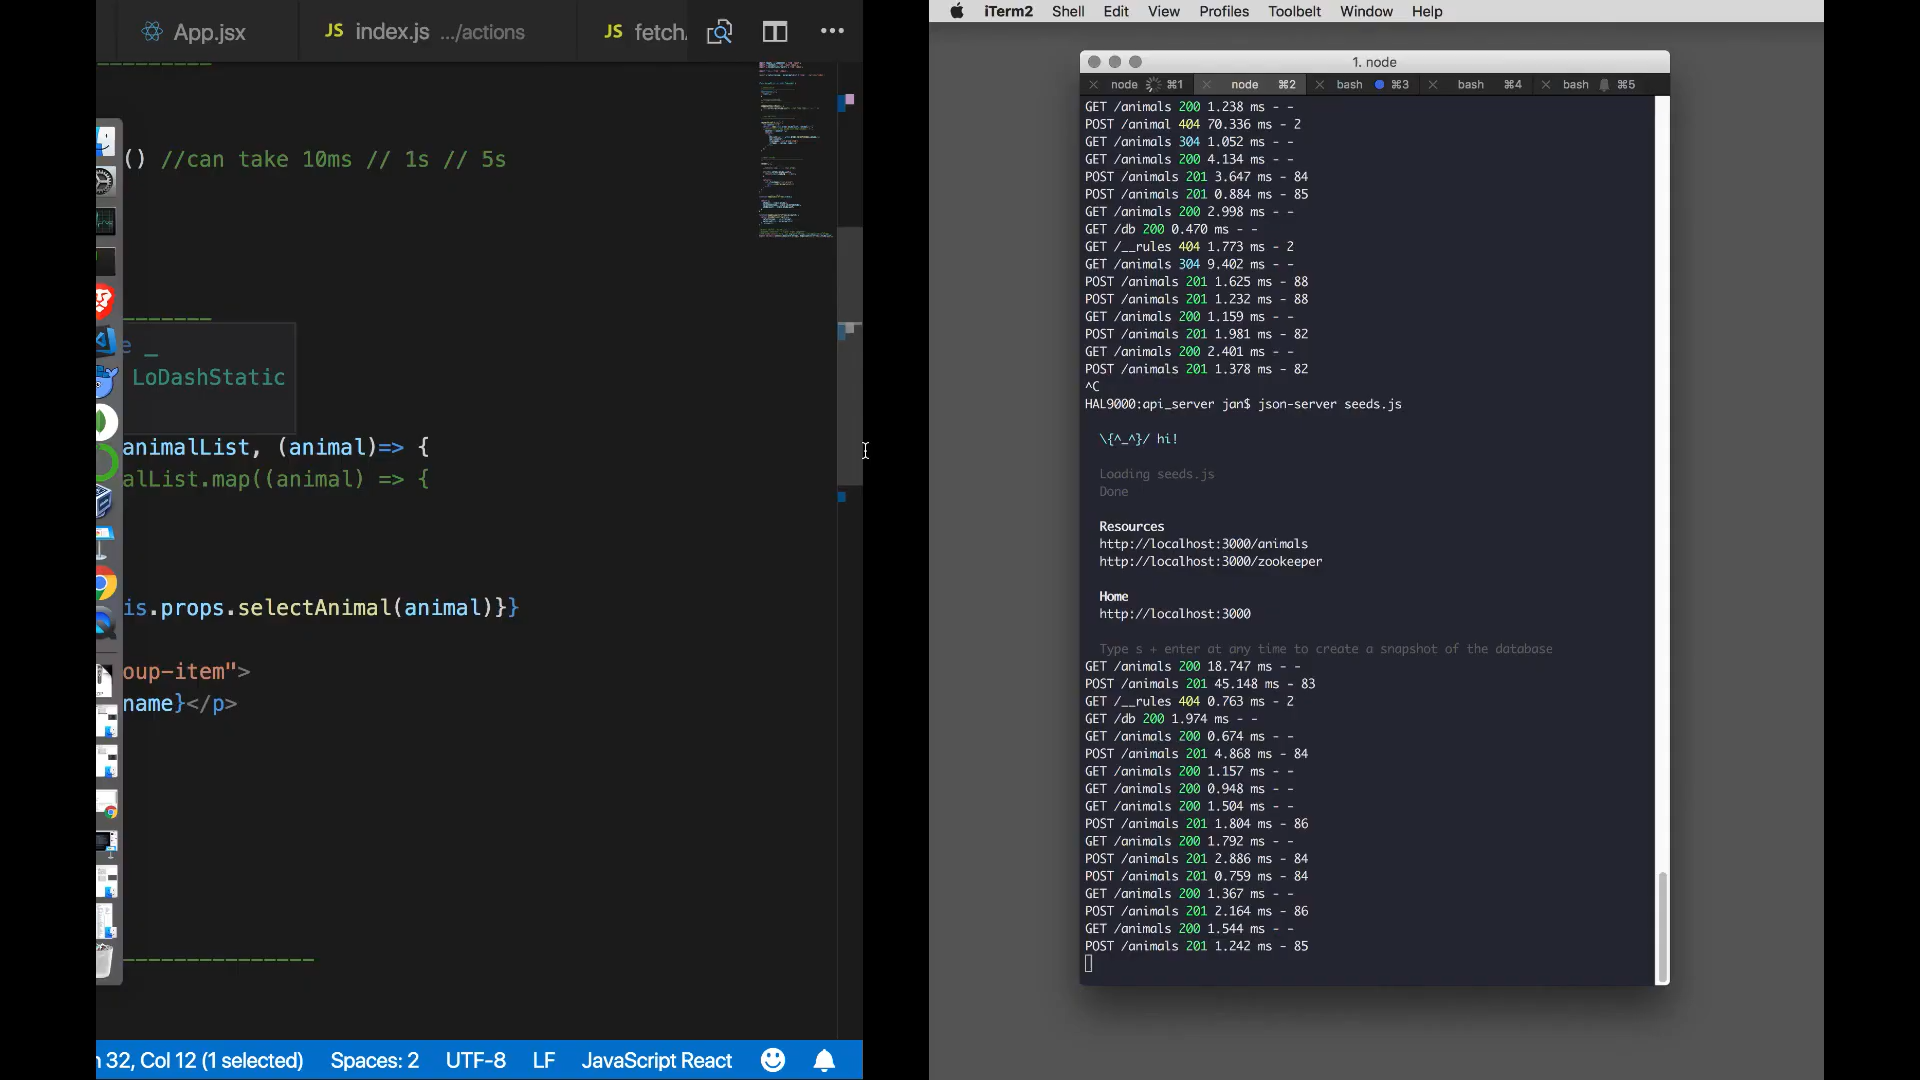 App.jsx
JS index.js .../actions
JS fetch
() //can take 10ms // 1s // 5s
e _
LoDashStatic
animalList, (animal)=> {
alList.map((animal) => {
is.props.selectAnimal(animal)}}
oup-item">
name}</p>
n 32, Col 12 (1 selected)
Spaces: 2
UTF-8
LF
JavaScript React
iTerm2
Shell
Edit
View
Profiles
Toolbelt
Window
Help
1. node
node ⌘1
node ⌘2
bash ⌘3
bash ⌘4
bash ⌘5
GET /animals 200 1.238 ms - -
POST /animal 404 70.336 ms - 2
GET /animals 304 1.052 ms - -
GET /animals 200 4.134 ms - -
POST /animals 201 3.647 ms - 84
POST /animals 201 0.884 ms - 85
GET /animals 200 2.998 ms - -
GET /db 200 0.470 ms - -
GET /__rules 404 1.773 ms - 2
GET /animals 304 9.402 ms - -
POST /animals 201 1.625 ms - 88
POST /animals 201 1.232 ms - 88
GET /animals 200 1.159 ms - -
POST /animals 201 1.981 ms - 82
GET /animals 200 2.401 ms - -
POST /animals 201 1.378 ms - 82
^C
HAL9000:api_server jan$ json-server seeds.js
\{^_^}/ hi!
Loading seeds.js
Done
Resources
http://localhost:3000/animals
http://localhost:3000/zookeeper
Home
http://localhost:3000
Type s + enter at any time to create a snapshot of the database
GET /animals 200 18.747 ms - -
POST /animals 201 45.148 ms - 83
GET /__rules 404 0.763 ms - 2
GET /db 200 1.974 ms - -
GET /animals 200 0.674 ms - -
POST /animals 201 4.868 ms - 84
GET /animals 200 1.157 ms - -
GET /animals 200 0.948 ms - -
GET /animals 200 1.504 ms - -
POST /animals 201 1.804 ms - 86
GET /animals 200 1.792 ms - -
POST /animals 201 2.886 ms - 84
POST /animals 201 0.759 ms - 84
GET /animals 200 1.367 ms - -
POST /animals 201 2.164 ms - 86
GET /animals 200 1.544 ms - -
POST /animals 201 1.242 ms - 85